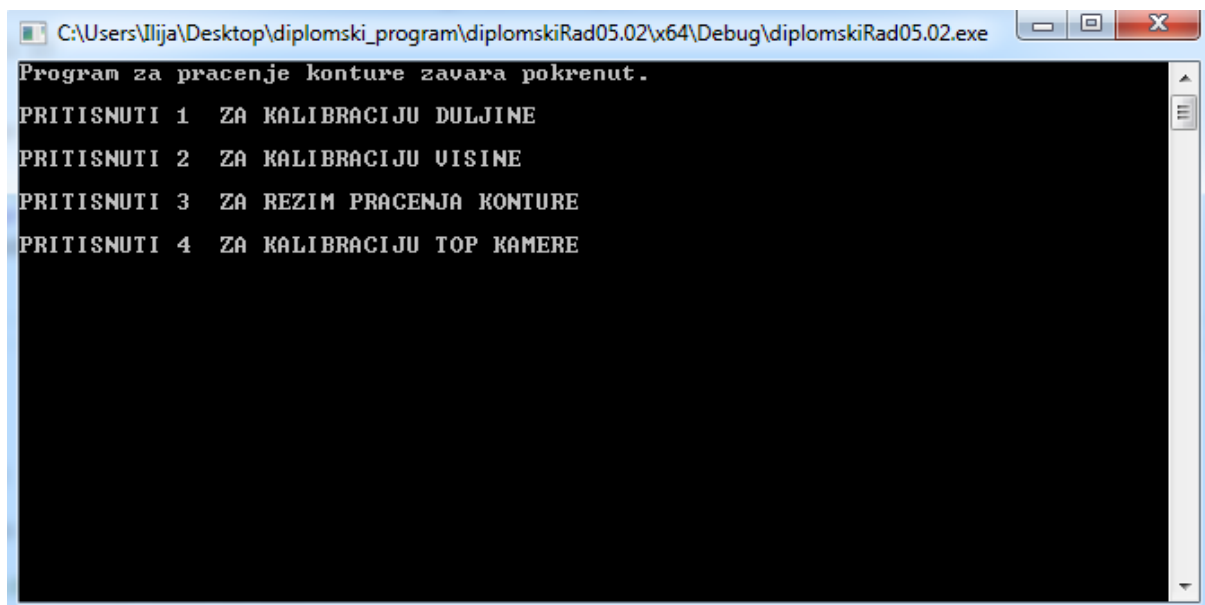 C:\Users\Ilija\Desktop\diplomski_program\diplomskiRad05.02\x64\Debug\diplomskiRad05.02.exe
Program za pracenje konture zavara pokrenut.
PRITISNUTI 1  ZA KALIBRACIJU DULJINE
PRITISNUTI 2  ZA KALIBRACIJU VISINE
PRITISNUTI 3  ZA REZIM PRACENJA KONTURE
PRITISNUTI 4  ZA KALIBRACIJU TOP KAMERE